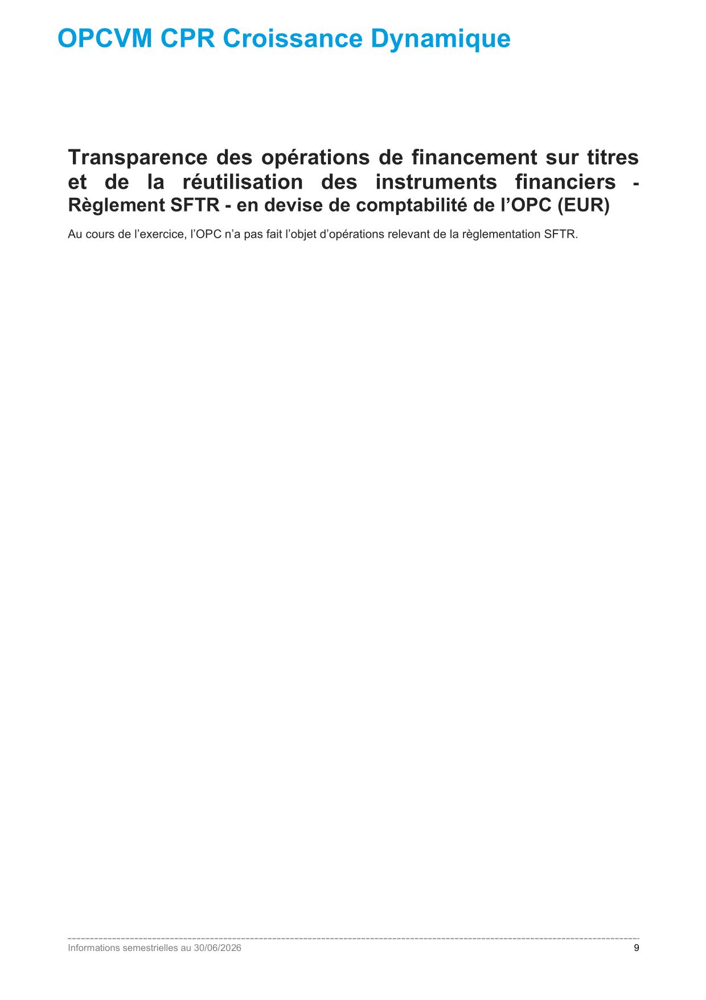 OPCVM CPR Croissance Dynamique
Transparence des opérations de financement sur titres
et de la réutilisation des instruments financiers -
Règlement SFTR - en devise de comptabilité de l’OPC (EUR)
Au cours de l’exercice, l’OPC n’a pas fait l’objet d’opérations relevant de la règlementation SFTR.
Informations semestrielles au 30/06/2026
9